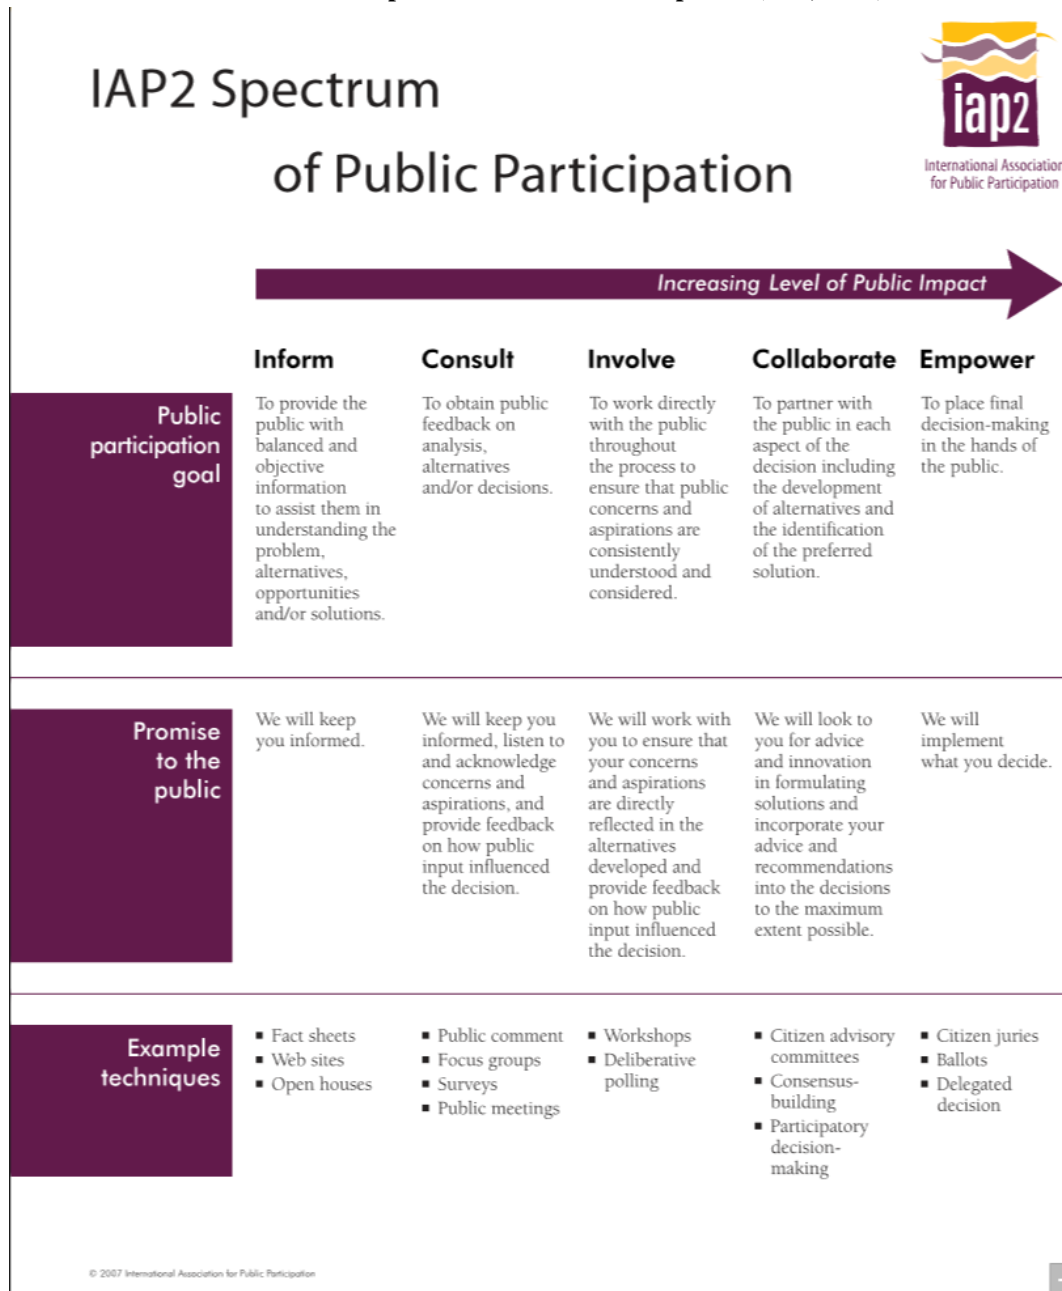 IAP2 Spectrum
of Public Participation
iap2
International Association
for Public Participation
Increasing Level of Public Impact
Inform
Consult
Involve
Collaborate
Empower
Public
participation
goal
To provide the
public with
balanced and
objective
information
to assist them in
understanding the
problem,
alternatives,
opportunities
and/or solutions.
To obtain public
feedback on
analysis,
alternatives
and/or decisions.
To work directly
with the public
throughout
the process to
ensure that public
concerns and
aspirations are
consistently
understood and
considered.
To partner with
the public in each
aspect of the
decision including
the development
of alternatives and
the identification
of the preferred
solution.
To place final
decision-making
in the hands of
the public.
Promise
to the
public
We will keep
you informed.
We will keep you
informed, listen to
and acknowledge
concerns and
aspirations, and
provide feedback
on how public
input influenced
the decision.
We will work with
you to ensure that
your concerns
and aspirations
are directly
reflected in the
alternatives
developed and
provide feedback
on how public
input influenced
the decision.
We will look to
you for advice
and innovation
in formulating
solutions and
incorporate your
advice and
recommendations
into the decisions
to the maximum
extent possible.
We will
implement
what you decide.
Example
techniques
▪ Fact sheets
▪ Web sites
▪ Open houses
▪ Public comment
▪ Focus groups
▪ Surveys
▪ Public meetings
▪ Workshops
▪ Deliberative
polling
▪ Citizen advisory
committees
▪ Consensus-
building
▪ Participatory
decision-
making
▪ Citizen juries
▪ Ballots
▪ Delegated
decision
© 2007 International Association for Public Participation